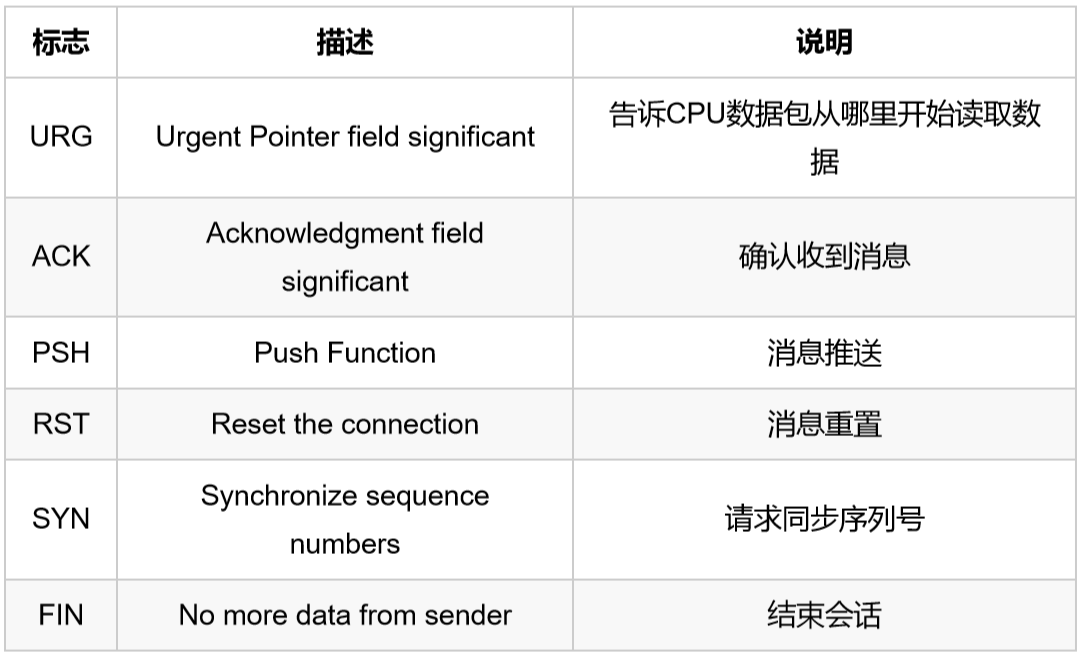 标志 描述 说明
URG Urgent Pointer field significant 告诉CPU数据包从哪里开始读取数
据
ACK Acknowledgment field
significant 确认收到消息
PSH Push Function 消息推送
RST Reset the connection 消息重置
SYN Synchronize sequence
numbers 请求同步序列号
FIN No more data from sender 结束会话